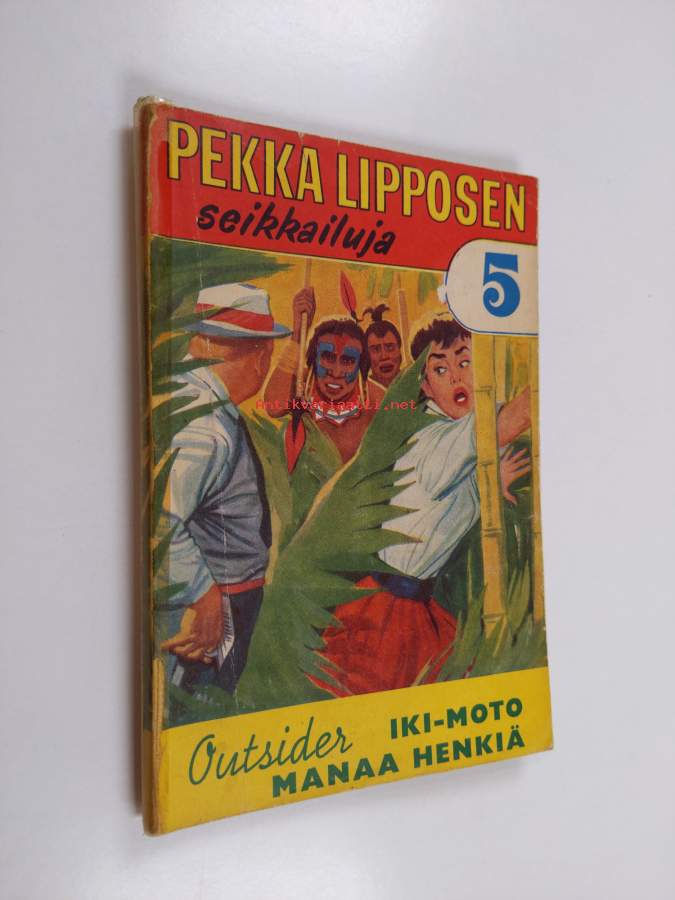 PEKKA LIPPOSEN
seikkailuja
5
Antikvariaatti.net
Outsider IKI-MOTO
MANAA HENKIÄ